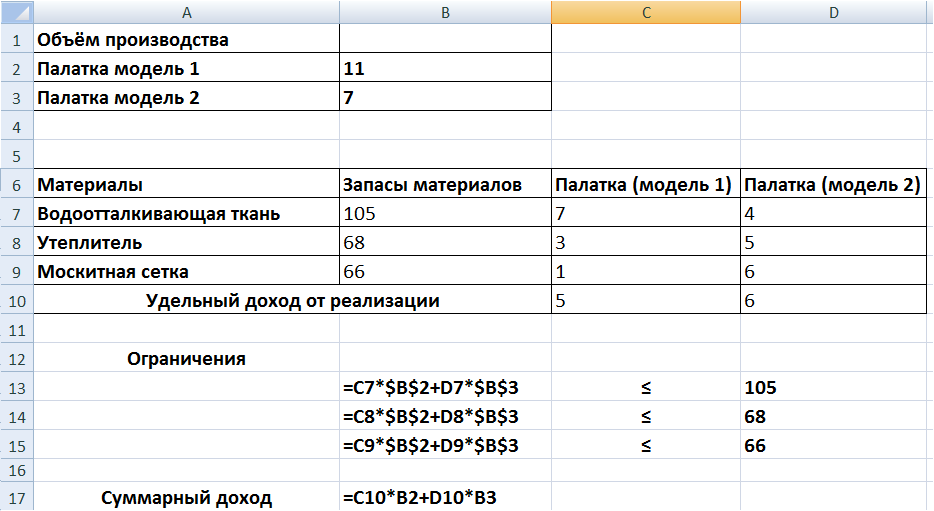 A B C D
1 Объём производства
2 Палатка модель 1 11
3 Палатка модель 2 7
4
5
6 Материалы Запасы материалов Палатка (модель 1) Палатка (модель 2)
7 Водоотталкивающая ткань 105 7 4
8 Утеплитель 68 3 5
9 Москитная сетка 66 1 6
10 Удельный доход от реализации 5 6
11
12 Ограничения
13 =C7*$B$2+D7*$B$3 ≤ 105
14 =C8*$B$2+D8*$B$3 ≤ 68
15 =C9*$B$2+D9*$B$3 ≤ 66
16
17 Суммарный доход =C10*B2+D10*B3